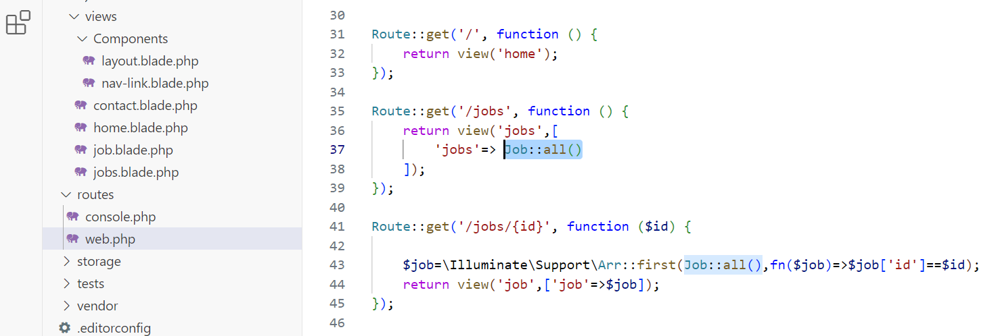 views
Components
layout.blade.php
nav-link.blade.php
contact.blade.php
home.blade.php
job.blade.php
jobs.blade.php
routes
console.php
web.php
storage
tests
vendor
.editorconfig
30
31 Route::get('/', function () {
32     return view('home');
33 });
34
35 Route::get('/jobs', function () {
36     return view('jobs',[
37         'jobs'=> Job::all()
38     ]);
39 });
40
41 Route::get('/jobs/{id}', function ($id) {
42
43     $job=\Illuminate\Support\Arr::first(Job::all(),fn($job)=>$job['id']==$id);
44     return view('job',['job'=>$job]);
45 });
46